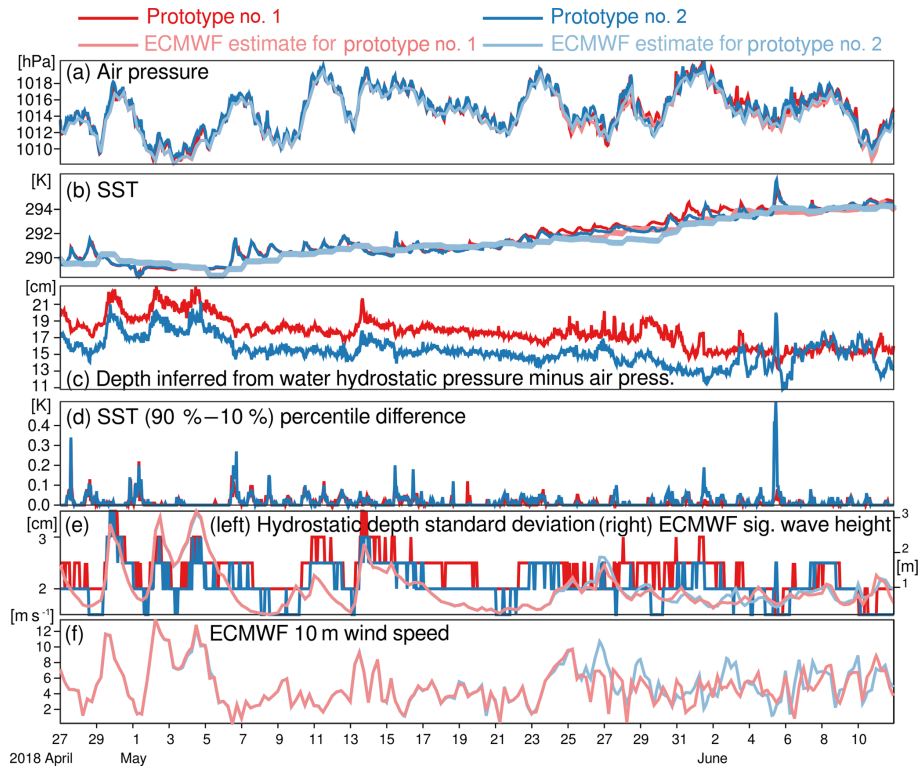 Prototype no. 1 Prototype no. 2
ECMWF estimate for prototype no. 1 ECMWF estimate for prototype no. 2
[hPa]
(a) Air pressure
1018
1016
1014
1012
1010
[K]
(b) SST
294
292
290
[cm]
21
19
17
15
13
11
(c) Depth inferred from water hydrostatic pressure minus air press.
[K]
(d) SST (90 %−10 %) percentile difference
0.4
0.3
0.2
0.1
0.0
[cm]
(e) (left) Hydrostatic depth standard deviation (right) ECMWF sig. wave height
3
2
3
2
[m]
1
[m s⁻¹]
(f) ECMWF 10 m wind speed
12
10
8
6
4
2
27 29 1 3 5 7 9 11 13 15 17 19 21 23 25 27 29 31 2 4 6 8 10
2018 April May June